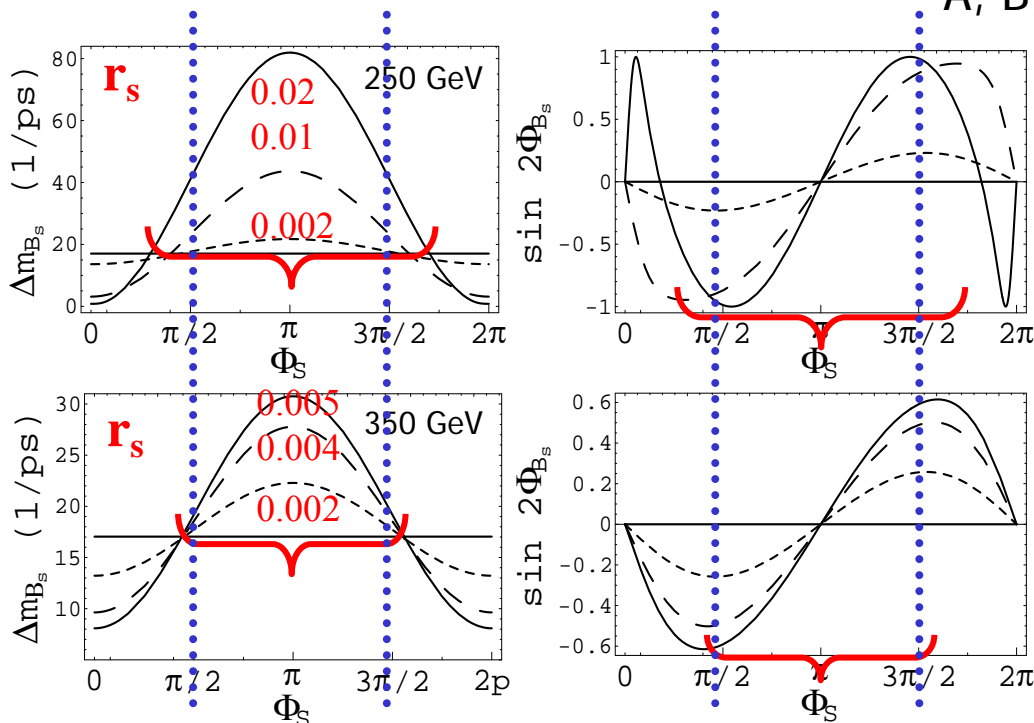 A, B
Δm_Bs (1/ps)
80
60
40
20
0
r_s
250 GeV
0.02
0.01
0.002
0
π/2
π
3π/2
2π
Φ_S
sin 2Φ_Bs
1
0.5
0
-0.5
-1
0
π/2
π
3π/2
2π
Φ_S
Δm_Bs (1/ps)
30
25
20
15
10
r_s
350 GeV
0.005
0.004
0.002
0
π/2
π
3π/2
2p
Φ_S
sin 2Φ_Bs
0.6
0.4
0.2
0
-0.2
-0.4
-0.6
0
π/2
π
3π/2
2π
Φ_S